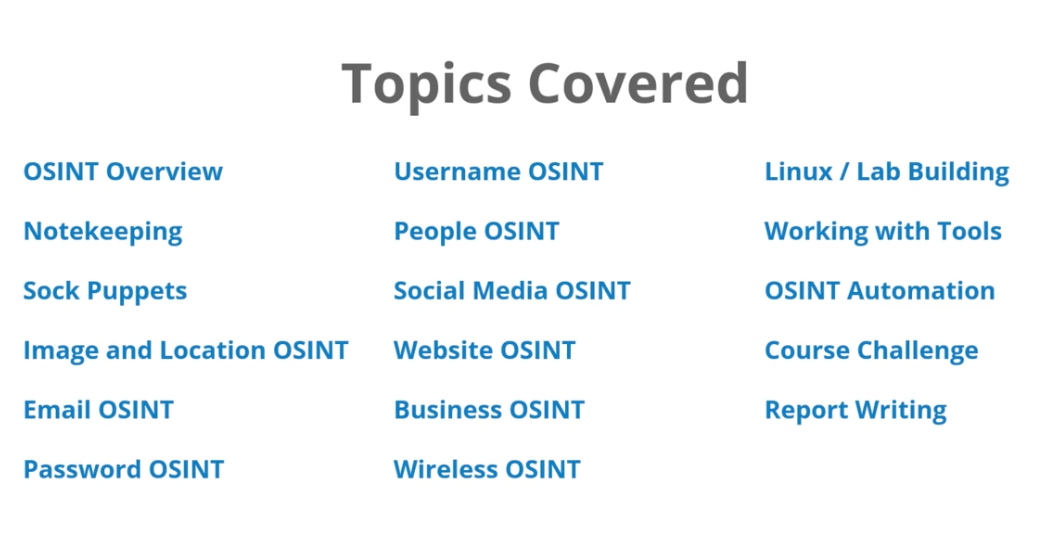 Topics Covered
OSINT Overview
Notekeeping
Sock Puppets
Image and Location OSINT
Email OSINT
Password OSINT
Username OSINT
People OSINT
Social Media OSINT
Website OSINT
Business OSINT
Wireless OSINT
Linux / Lab Building
Working with Tools
OSINT Automation
Course Challenge
Report Writing